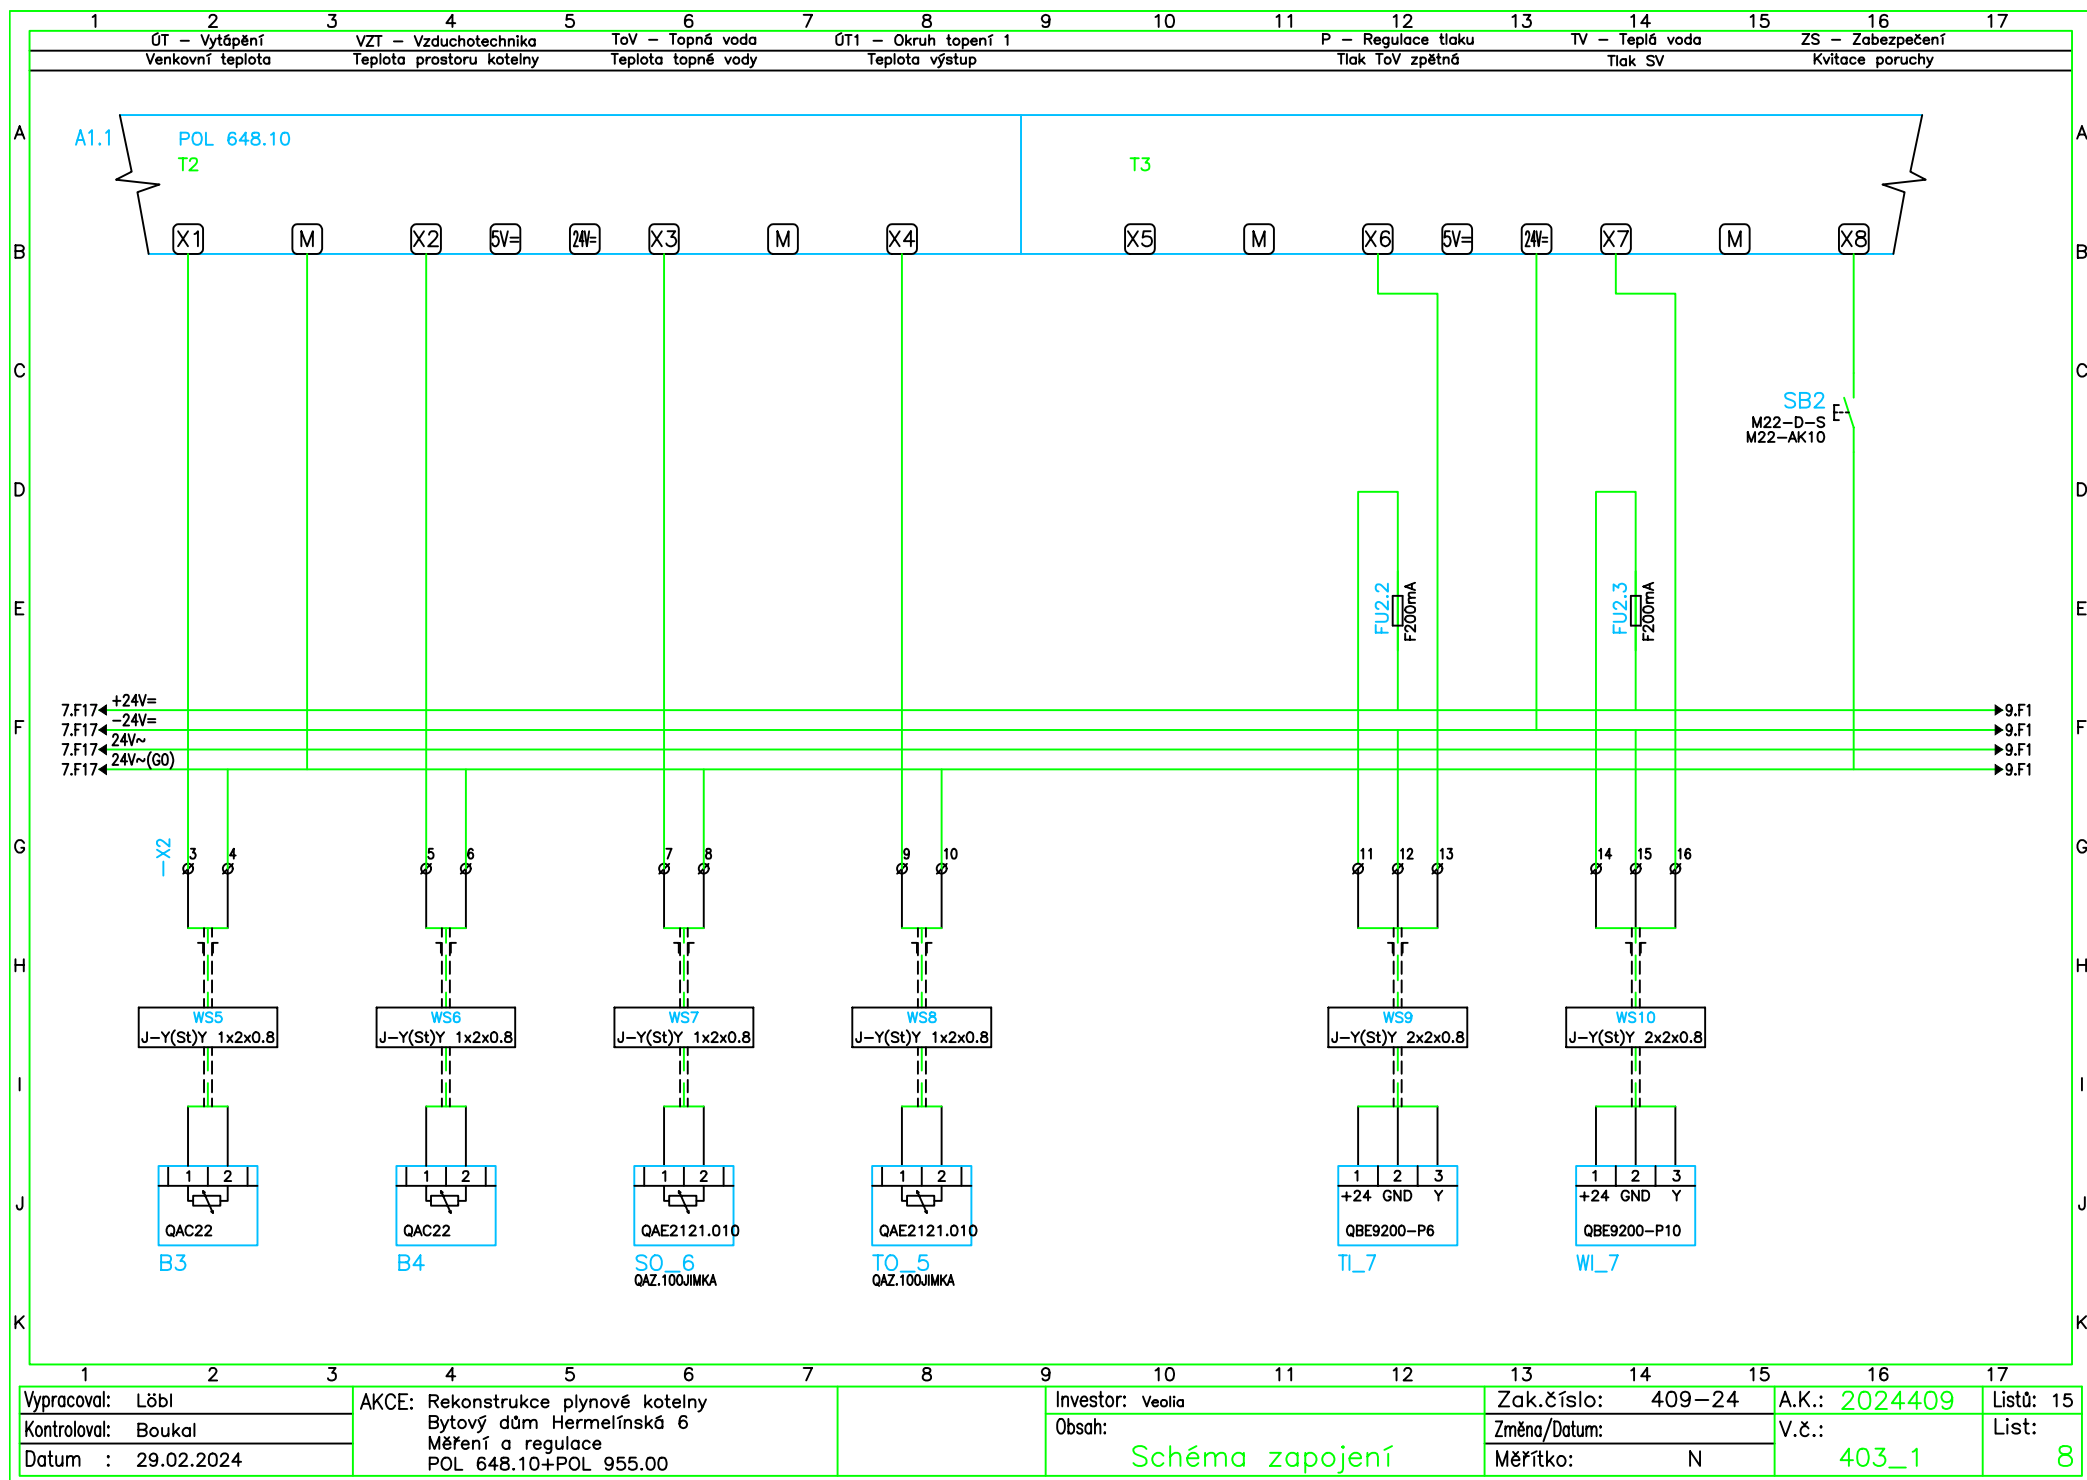 1 2 3 4 5 6 7 8 9 10 11 12 13 14 15 16 17
ÚT – Vytápění VZT – Vzduchotechnika ToV – Topná voda ÚT1 – Okruh topení 1 P – Regulace tlaku TV – Teplá voda ZS – Zabezpečení
Venkovní teplota Teplota prostoru kotelny Teplota topné vody Teplota výstup Tlak ToV zpětná Tlak SV Kvitace poruchy
A A1.1 POL 648.10 A
T2 T3
B X1 M X2 5V= 24V= X3 M X4 X5 M X6 5V= 24V= X7 M X8 B
C C
SB2
M22–D–S
M22–AK10
D D
E FU2.2 F200mA FU2.3 F200mA E
7.F17 +24V= 9.F1
F 7.F17 –24V= 9.F1 F
7.F17 24V~ 9.F1
7.F17 24V~(G0) 9.F1
G –X2 3 4 5 6 7 8 9 10 11 12 13 14 15 16 G
H H
WS5 WS6 WS7 WS8 WS9 WS10
J–Y(St)Y 1x2x0.8 J–Y(St)Y 1x2x0.8 J–Y(St)Y 1x2x0.8 J–Y(St)Y 1x2x0.8 J–Y(St)Y 2x2x0.8 J–Y(St)Y 2x2x0.8
I I
1 2 1 2 1 2 1 2 1 2 3 1 2 3
J +24 GND Y +24 GND Y J
QAC22 QAC22 QAE2121.010 QAE2121.010 QBE9200–P6 QBE9200–P10
B3 B4 SO_6 TO_5 TI_7 WI_7
QAZ.100JIMKA QAZ.100JIMKA
K K
1 2 3 4 5 6 7 8 9 10 11 12 13 14 15 16 17
Vypracoval: Löbl AKCE: Rekonstrukce plynové kotelny Investor: Veolia Zak.číslo: 409–24 A.K.: 2024409 Listů: 15
Kontroloval: Boukal Bytový dům Hermelínská 6 Obsah: Změna/Datum: V.č.: List:
Měření a regulace
Datum : 29.02.2024 POL 648.10+POL 955.00 Schéma zapojení Měřítko: N 403_1 8